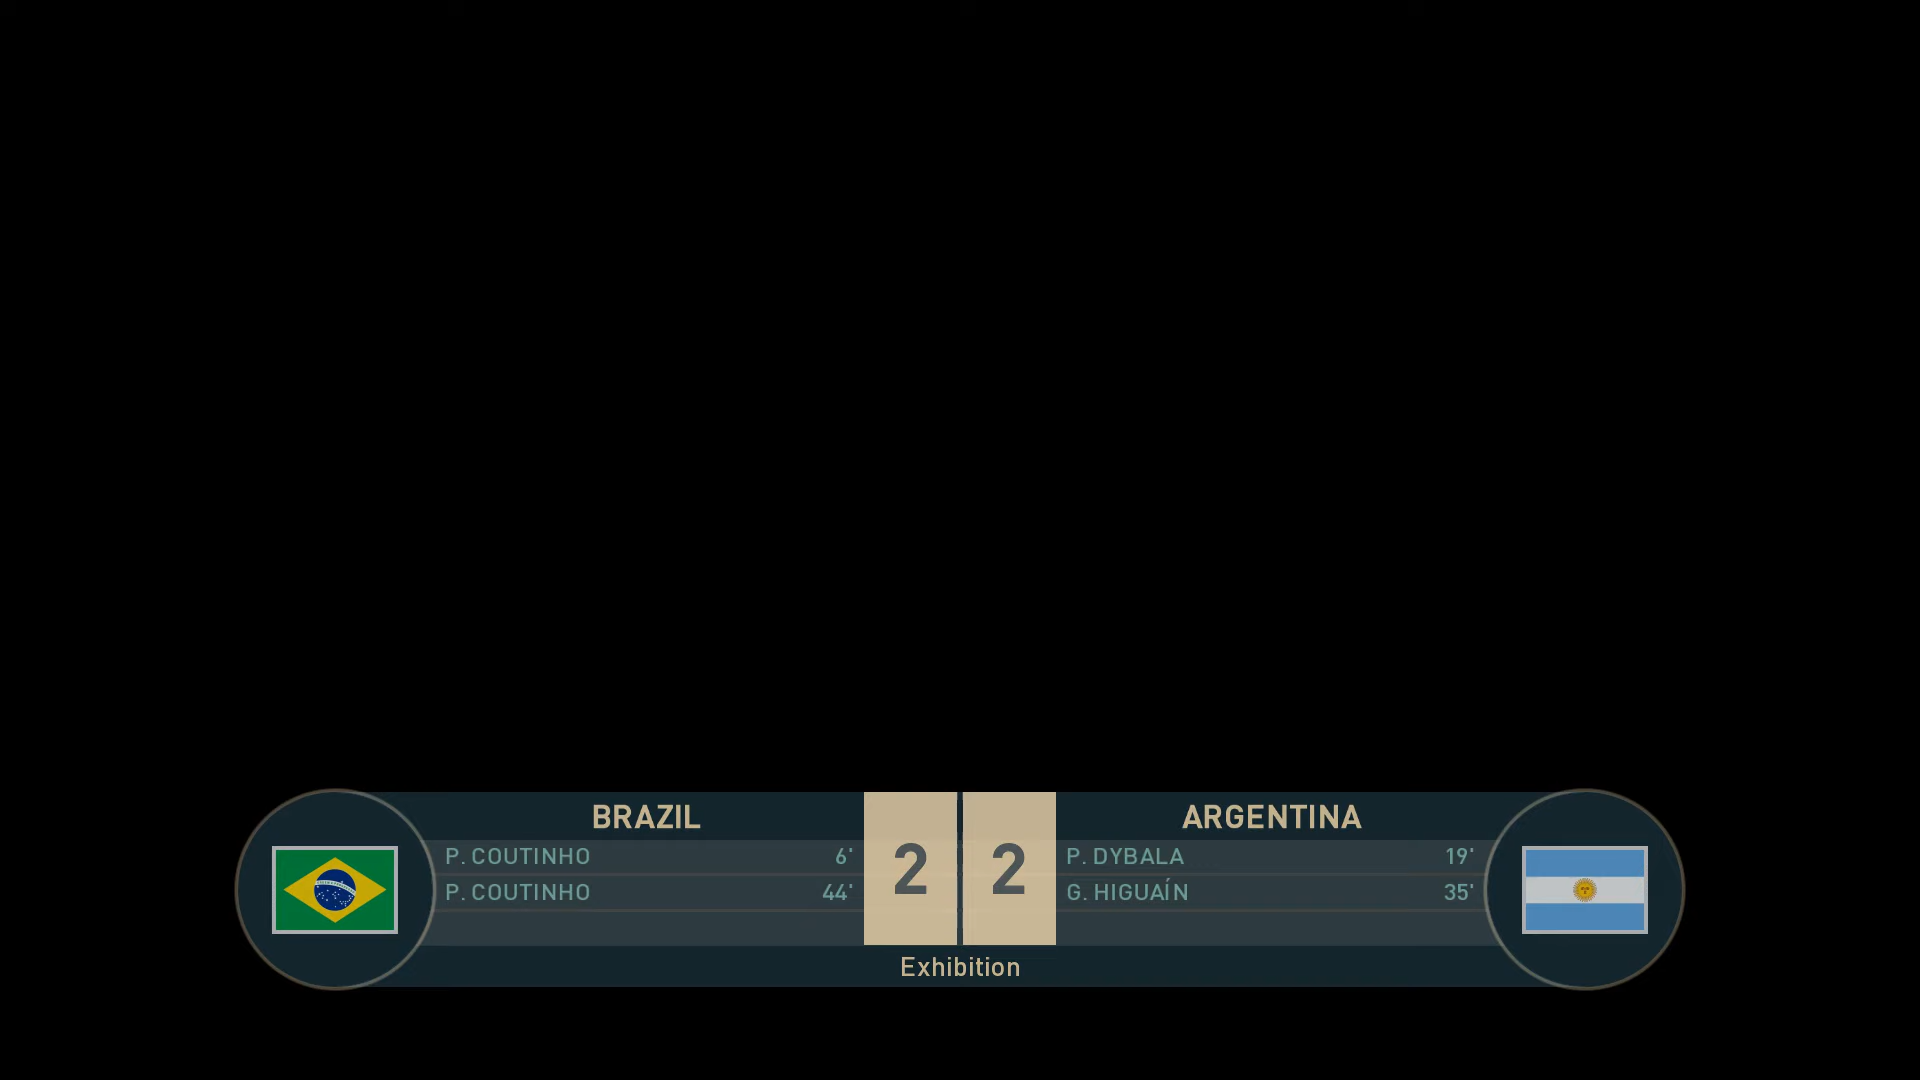 BRAZIL 2 2 ARGENTINA
P. COUTINHO 6' P. DYBALA 19'
P. COUTINHO 44' G. HIGUAÍN 35'
Exhibition